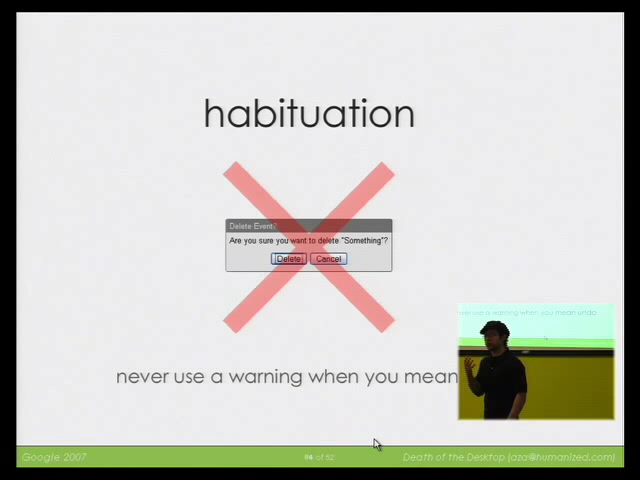 habituation
Delete Event?
Are you sure you want to delete "Something"?
Delete Cancel
never use a warning when you mean
never use a warning when you mean undo
Google 2007
of 52
Death of the Desktop (aza@humanized.com)